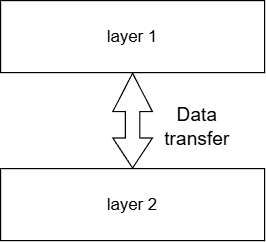 layer 1
Data
transfer
layer 2